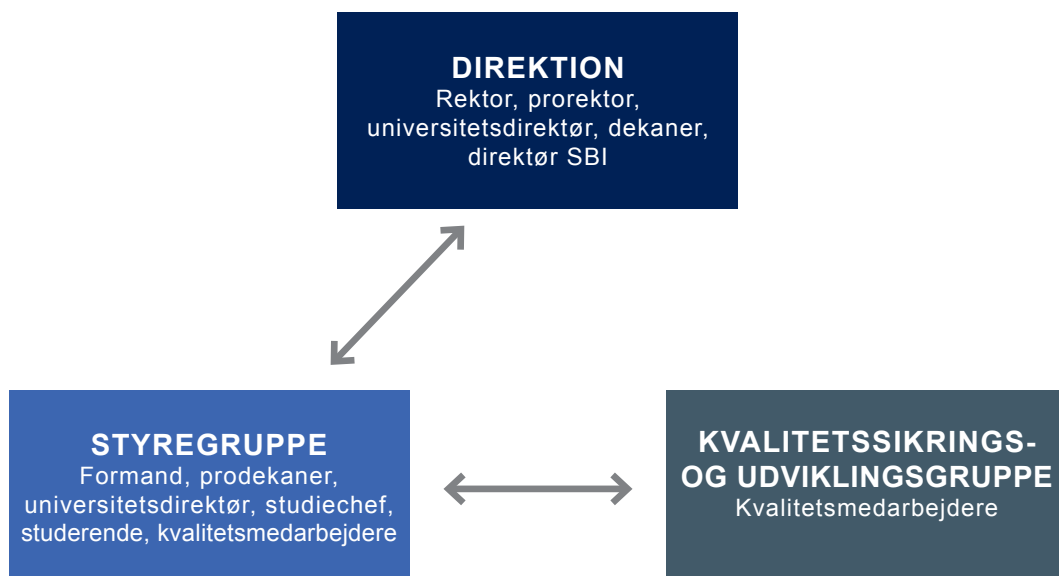 DIREKTION
Rektor, prorektor,
universitetsdirektør, dekaner,
direktør SBI
STYREGRUPPE
Formand, prodekaner,
universitetsdirektør, studiechef,
studerende, kvalitetsmedarbejdere
KVALITETSSIKRINGS-
OG UDVIKLINGSGRUPPE
Kvalitetsmedarbejdere